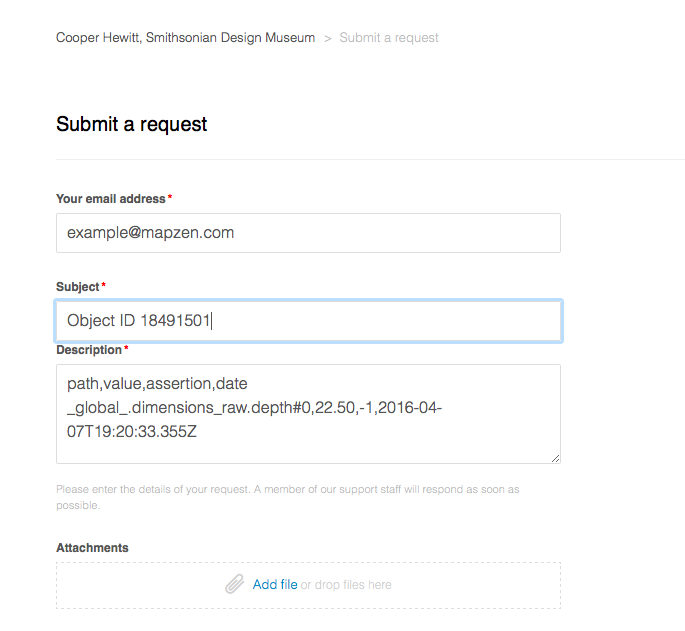 Cooper Hewitt, Smithsonian Design Museum > Submit a request
Submit a request
Your email address*
example@mapzen.com
Subject*
Object ID 18491501
Description*
path,value,assertion,date
_global_.dimensions_raw.depth#0,22.50,-1,2016-04-
07T19:20:33.355Z
Please enter the details of your request. A member of our support staff will respond as soon as
possible.
Attachments
Add file or drop files here